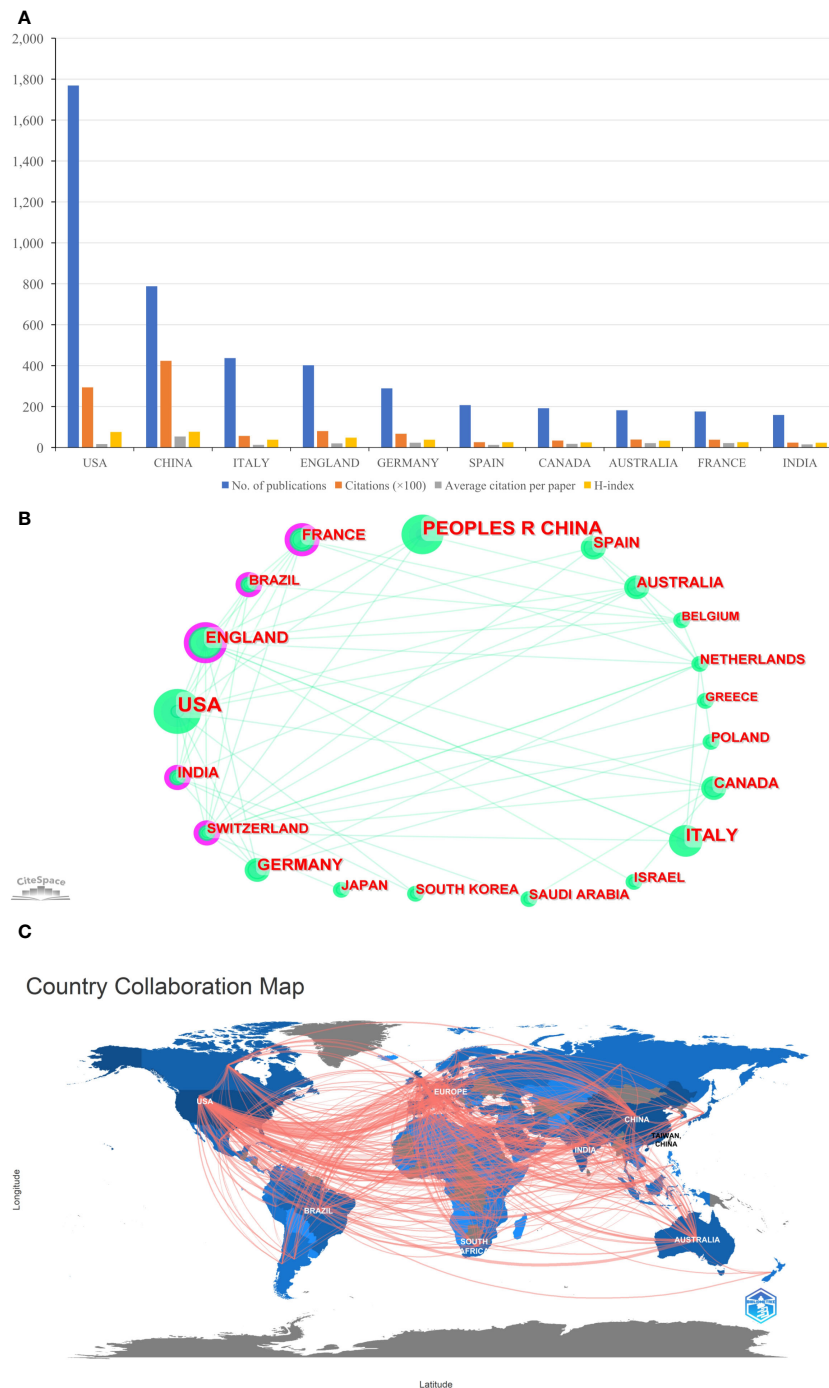 A
2,000
1,800
1,600
1,400
1,200
1,000
800
600
400
200
0
USA CHINA ITALY ENGLAND GERMANY SPAIN CANADA AUSTRALIA FRANCE INDIA
No. of publications Citations (×100) Average citation per paper H-index
B
FRANCE
PEOPLES R CHINA
SPAIN
BRAZIL
AUSTRALIA
BELGIUM
ENGLAND
NETHERLANDS
USA
GREECE
POLAND
INDIA
CANADA
SWITZERLAND
ITALY
GERMANY
JAPAN
SOUTH KOREA
SAUDI ARABIA
ISRAEL
CiteSpace
C
Country Collaboration Map
USA
EUROPE
CHINA
TAIWAN,
CHINA
INDIA
BRAZIL
SOUTH
AFRICA
AUSTRALIA
Longitude
Latitude